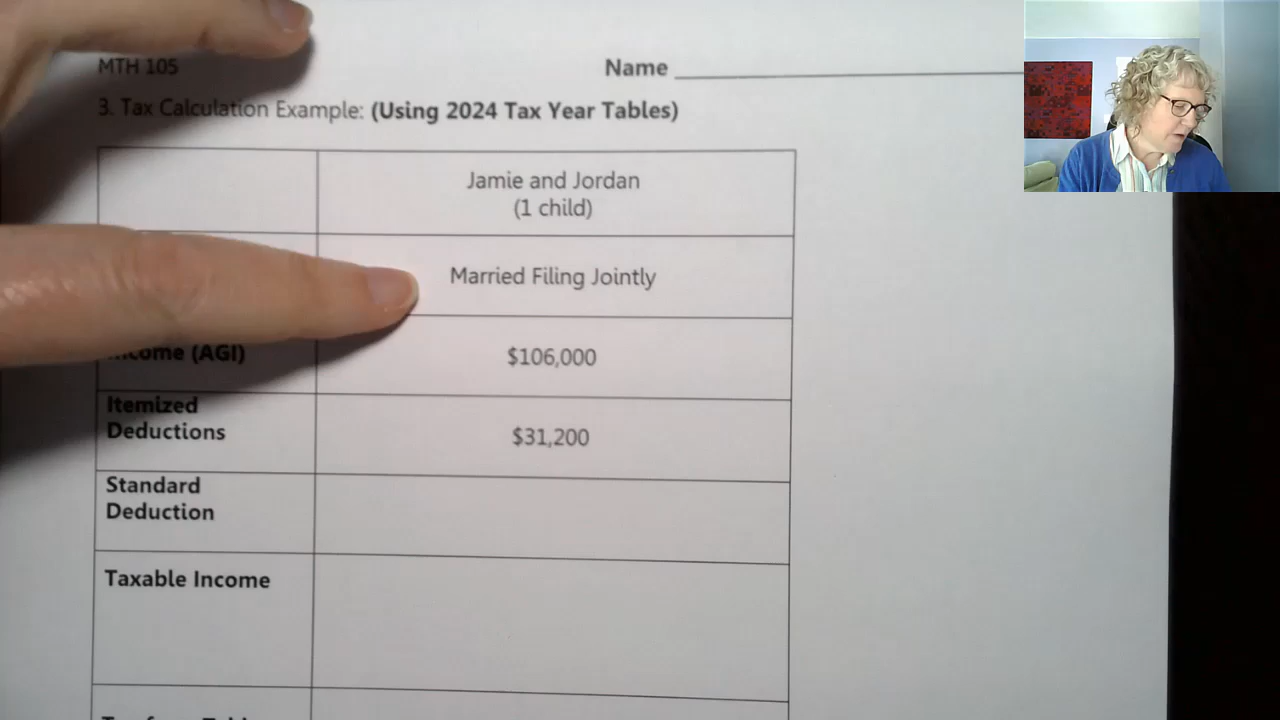 MTH 105
Name
3. Tax Calculation Example: (Using 2024 Tax Year Tables)
Jamie and Jordan
(1 child)
Married Filing Jointly
(AGI)
$106,000
Itemized
Deductions
$31,200
Standard
Deduction
Taxable Income